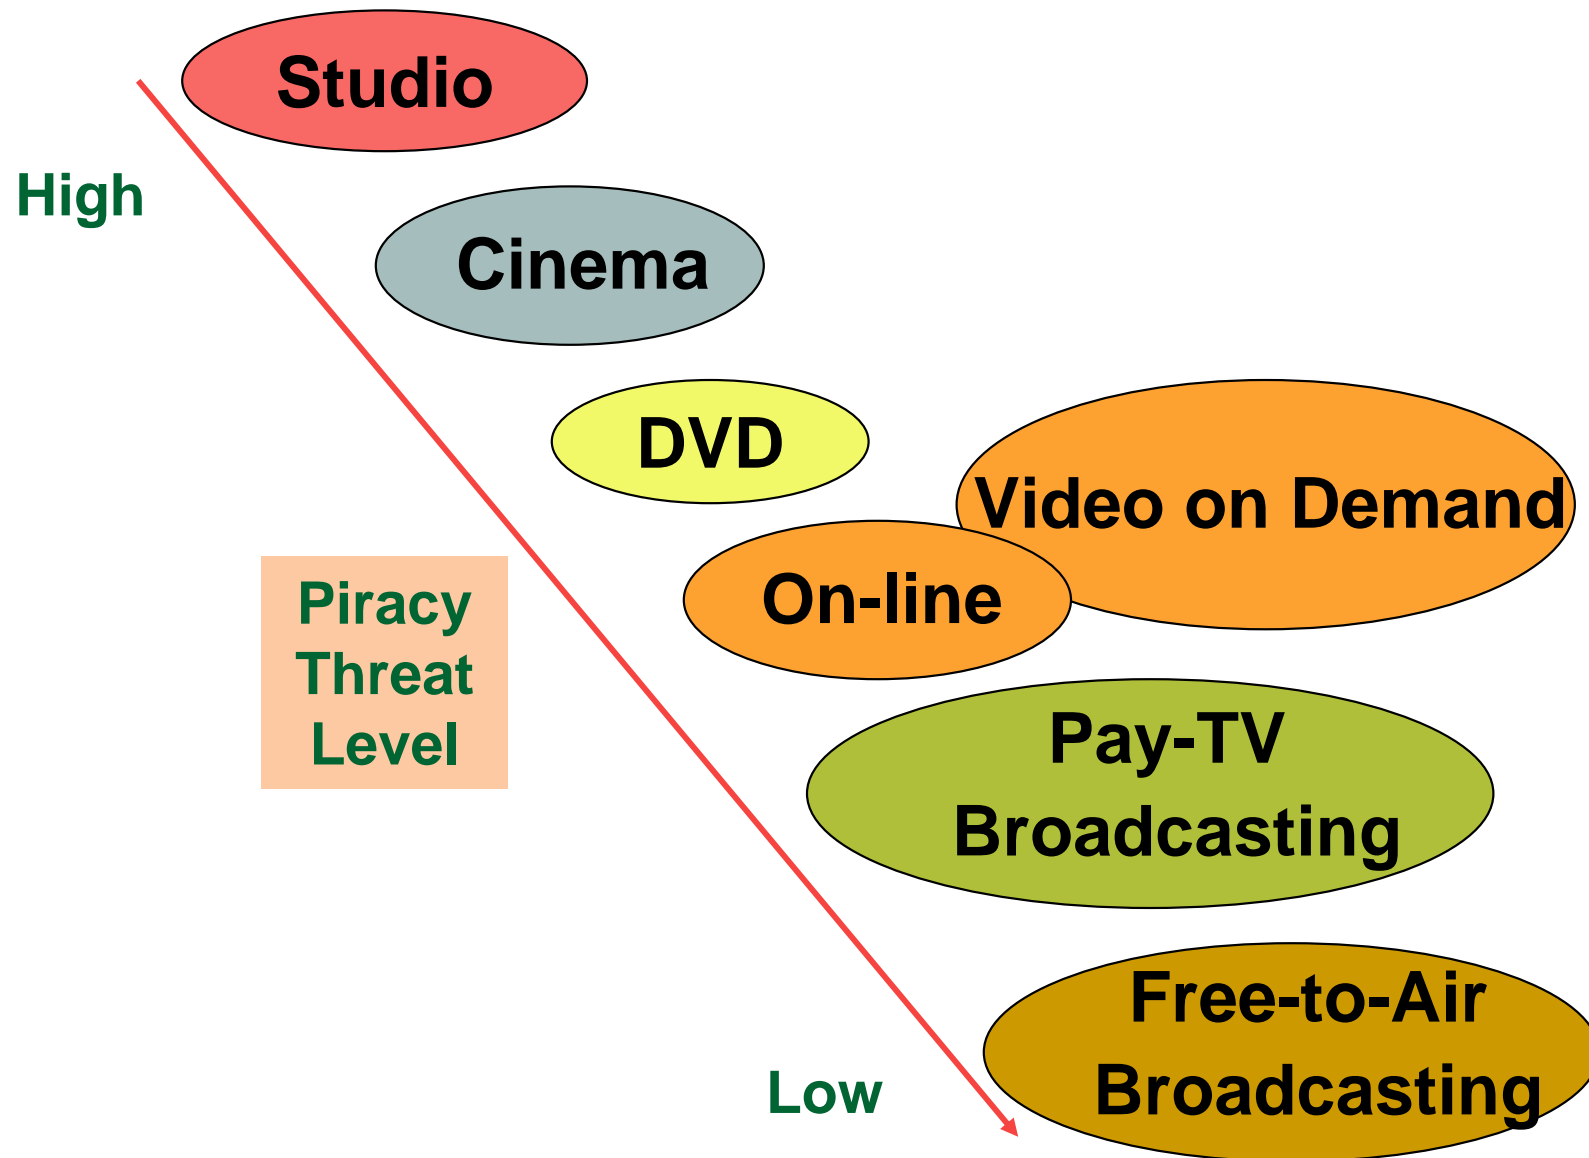 Studio
High
Cinema
DVD
Video on Demand
On-line
Piracy
Threat
Level
Pay-TV
Broadcasting
Free-to-Air
Broadcasting
Low